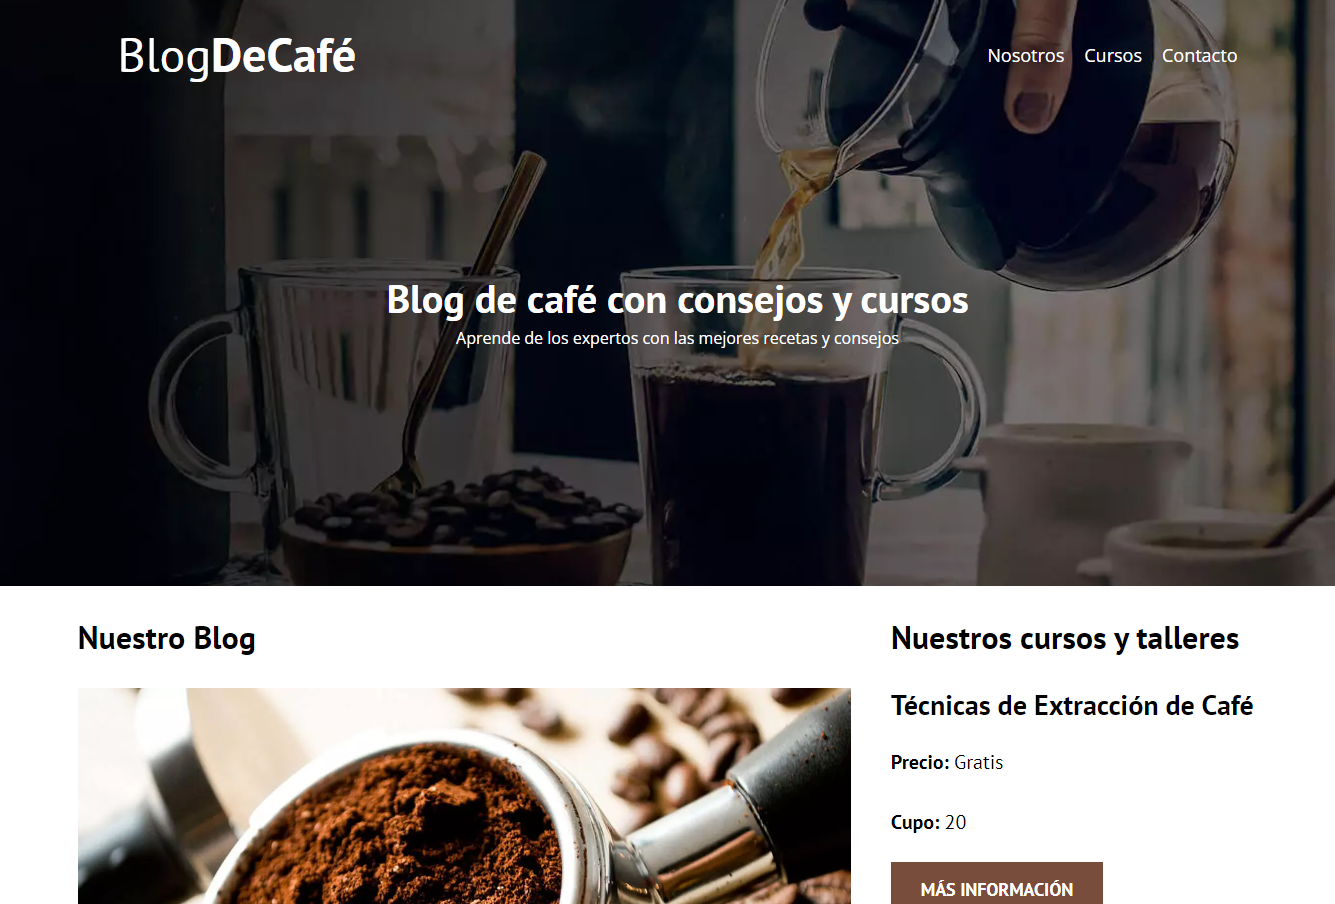 BlogDeCafé
Nosotros Cursos Contacto
Blog de café con consejos y cursos
Aprende de los expertos con las mejores recetas y consejos
Nuestro Blog
Nuestros cursos y talleres
Técnicas de Extracción de Café
Precio: Gratis
Cupo: 20
MÁS INFORMACIÓN